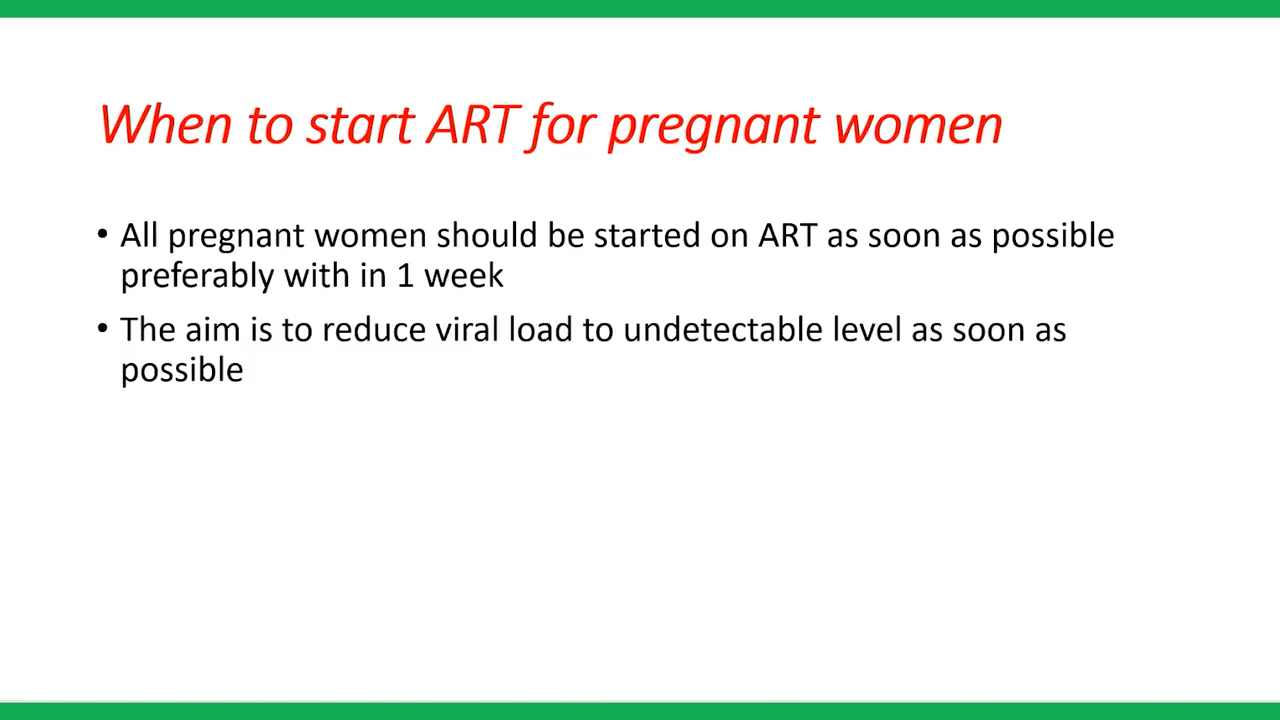 When to start ART for pregnant women
• All pregnant women should be started on ART as soon as possible
preferably with in 1 week
• The aim is to reduce viral load to undetectable level as soon as
possible